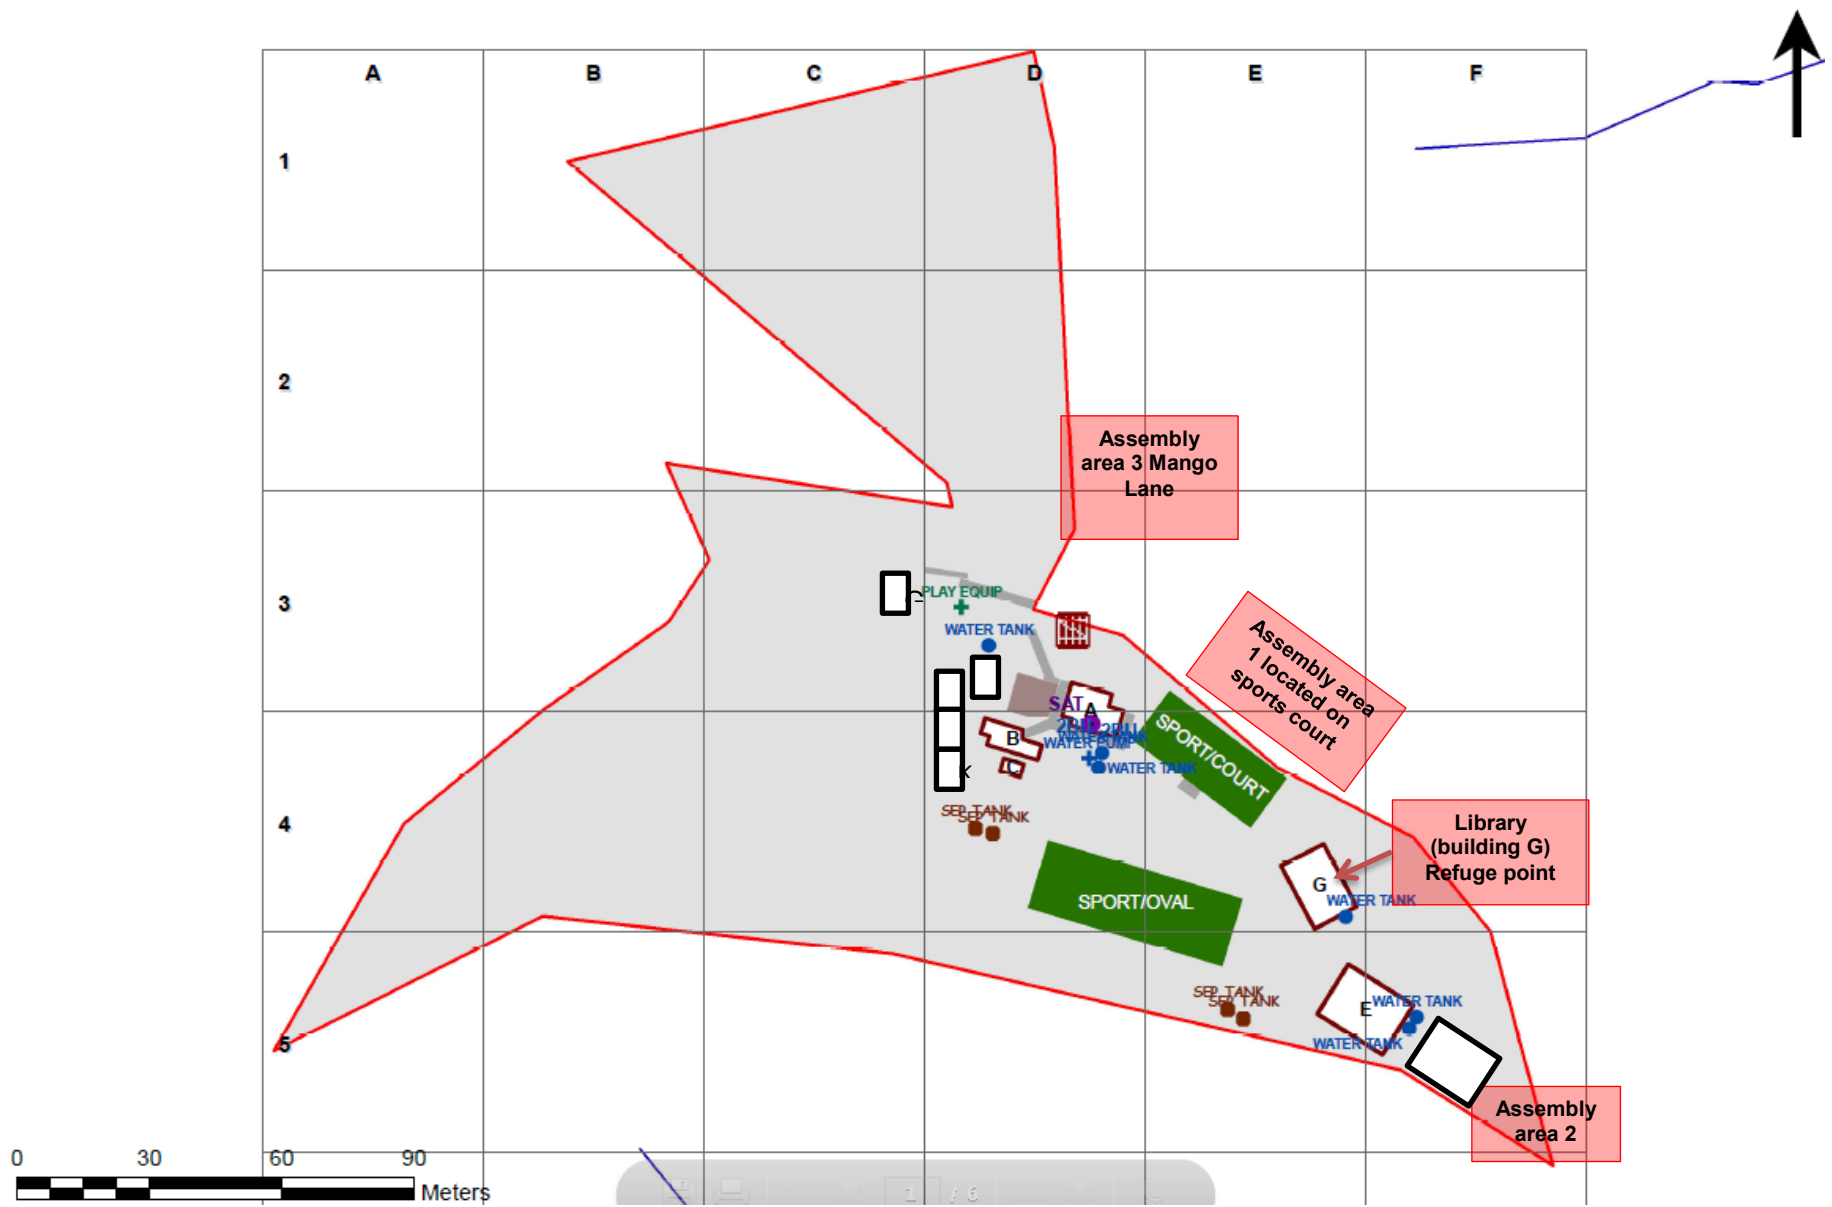 A B C D E F
1
2
Assembly
area 3 Mango
Lane
3
PLAY EQUIP
WATER TANK
Assembly area
1 located on
sports court
SAT
A
B
WATER PUMP
C
WATER TANK
K
SPORT/COURT
SEP TANK
SEP TANK
4
Library
(building G)
Refuge point
G
WATER TANK
SPORT/OVAL
SEP TANK
SEP TANK
E
WATER TANK
WATER TANK
5
Assembly
area 2
0 30 60 90
Meters
1 / 6